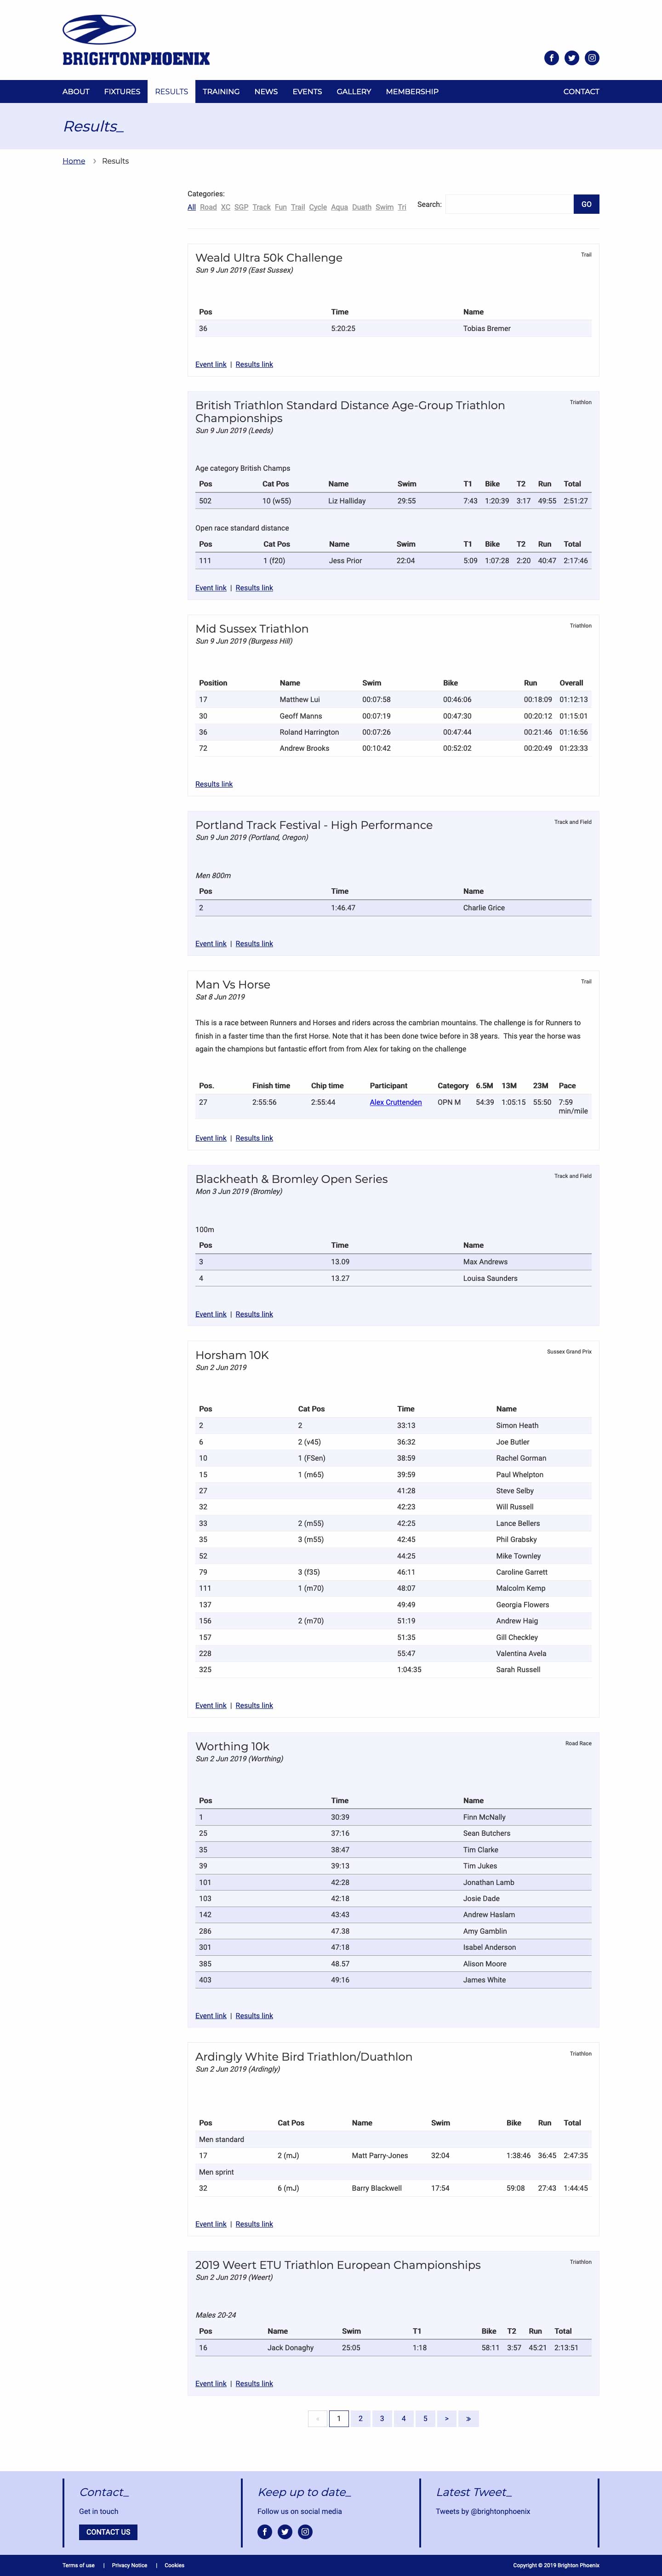 BRIGHTONPHOENIX
ABOUT FIXTURES RESULTS TRAINING NEWS EVENTS GALLERY MEMBERSHIP CONTACT
Results_
Home › Results
Categories:
All Road XC SGP Track Fun Trail Cycle Aqua Duath Swim Tri
Search: GO
Weald Ultra 50k Challenge Trail
Sun 9 Jun 2019 (East Sussex)
Pos Time Name
36 5:20:25 Tobias Bremer
Event link | Results link
British Triathlon Standard Distance Age-Group Triathlon Triathlon
Championships
Sun 9 Jun 2019 (Leeds)
Age category British Champs
Pos Cat Pos Name Swim T1 Bike T2 Run Total
502 10 (w55) Liz Halliday 29:55 7:43 1:20:39 3:17 49:55 2:51:27
Open race standard distance
Pos Cat Pos Name Swim T1 Bike T2 Run Total
111 1 (f20) Jess Prior 22:04 5:09 1:07:28 2:20 40:47 2:17:46
Event link | Results link
Mid Sussex Triathlon Triathlon
Sun 9 Jun 2019 (Burgess Hill)
Position Name Swim Bike Run Overall
17 Matthew Lui 00:07:58 00:46:06 00:18:09 01:12:13
30 Geoff Manns 00:07:19 00:47:30 00:20:12 01:15:01
36 Roland Harrington 00:07:26 00:47:44 00:21:46 01:16:56
72 Andrew Brooks 00:10:42 00:52:02 00:20:49 01:23:33
Results link
Portland Track Festival - High Performance Track and Field
Sun 9 Jun 2019 (Portland, Oregon)
Men 800m
Pos Time Name
2 1:46.47 Charlie Grice
Event link | Results link
Man Vs Horse Trail
Sat 8 Jun 2019
This is a race between Runners and Horses and riders across the cambrian mountains. The challenge is for Runners to
finish in a faster time than the first Horse. Note that it has been done twice before in 38 years. This year the horse was
again the champions but fantastic effort from from Alex for taking on the challenge
Pos. Finish time Chip time Participant Category 6.5M 13M 23M Pace
27 2:55:56 2:55:44 Alex Cruttenden OPN M 54:39 1:05:15 55:50 7:59
min/mile
Event link | Results link
Blackheath & Bromley Open Series Track and Field
Mon 3 Jun 2019 (Bromley)
100m
Pos Time Name
3 13.09 Max Andrews
4 13.27 Louisa Saunders
Event link | Results link
Horsham 10K Sussex Grand Prix
Sun 2 Jun 2019
Pos Cat Pos Time Name
2 2 33:13 Simon Heath
6 2 (v45) 36:32 Joe Butler
10 1 (FSen) 38:59 Rachel Gorman
15 1 (m65) 39:59 Paul Whelpton
27 41:28 Steve Selby
32 42:23 Will Russell
33 2 (m55) 42:25 Lance Bellers
35 3 (m55) 42:45 Phil Grabsky
52 44:25 Mike Townley
79 3 (f35) 46:11 Caroline Garrett
111 1 (m70) 48:07 Malcolm Kemp
137 49:49 Georgia Flowers
156 2 (m70) 51:19 Andrew Haig
157 51:35 Gill Checkley
228 55:47 Valentina Avela
325 1:04:35 Sarah Russell
Event link | Results link
Worthing 10k Road Race
Sun 2 Jun 2019 (Worthing)
Pos Time Name
1 30:39 Finn McNally
25 37:16 Sean Butchers
35 38:47 Tim Clarke
39 39:13 Tim Jukes
101 42:28 Jonathan Lamb
103 42:18 Josie Dade
142 43:43 Andrew Haslam
286 47.38 Amy Gamblin
301 47:18 Isabel Anderson
385 48.57 Alison Moore
403 49:16 James White
Event link | Results link
Ardingly White Bird Triathlon/Duathlon Triathlon
Sun 2 Jun 2019 (Ardingly)
Pos Cat Pos Name Swim Bike Run Total
Men standard
17 2 (mJ) Matt Parry-Jones 32:04 1:38:46 36:45 2:47:35
Men sprint
32 6 (mJ) Barry Blackwell 17:54 59:08 27:43 1:44:45
Event link | Results link
2019 Weert ETU Triathlon European Championships Triathlon
Sun 2 Jun 2019 (Weert)
Males 20-24
Pos Name Swim T1 Bike T2 Run Total
16 Jack Donaghy 25:05 1:18 58:11 3:57 45:21 2:13:51
Event link | Results link
1 2 3 4 5 > »
Contact_ Keep up to date_ Latest Tweet_
Get in touch Follow us on social media Tweets by @brightonphoenix
CONTACT US
Terms of use | Privacy Notice | Cookies Copyright © 2019 Brighton Phoenix